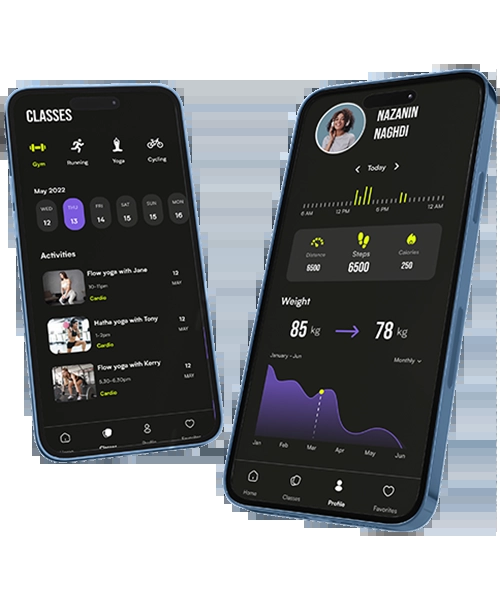 CLASSES
Gym
Running
Yoga
Cycling
May 2022
WED THU FRI SAT SUN MON
12 13 14 15 15 16
Activities
Flow yoga with Jane
10-11pm
Cardio
12
MAY
Hatha yoga with Tony
1-2pm
Cardio
12
MAY
Flow yoga with Kerry
5.30-6.30pm
Cardio
12
MAY
Home
Classes
Profile
Favorites
NAZANIN
NAGHDI
Today
6 AM 12 PM 6 PM 12 AM
Distance Steps Calories
6500 6500 250
Weight
85 kg → 78 kg
January - Jun
Monthly
Jan Feb Mar Apr May Jun
Home Classes Profile Favorites